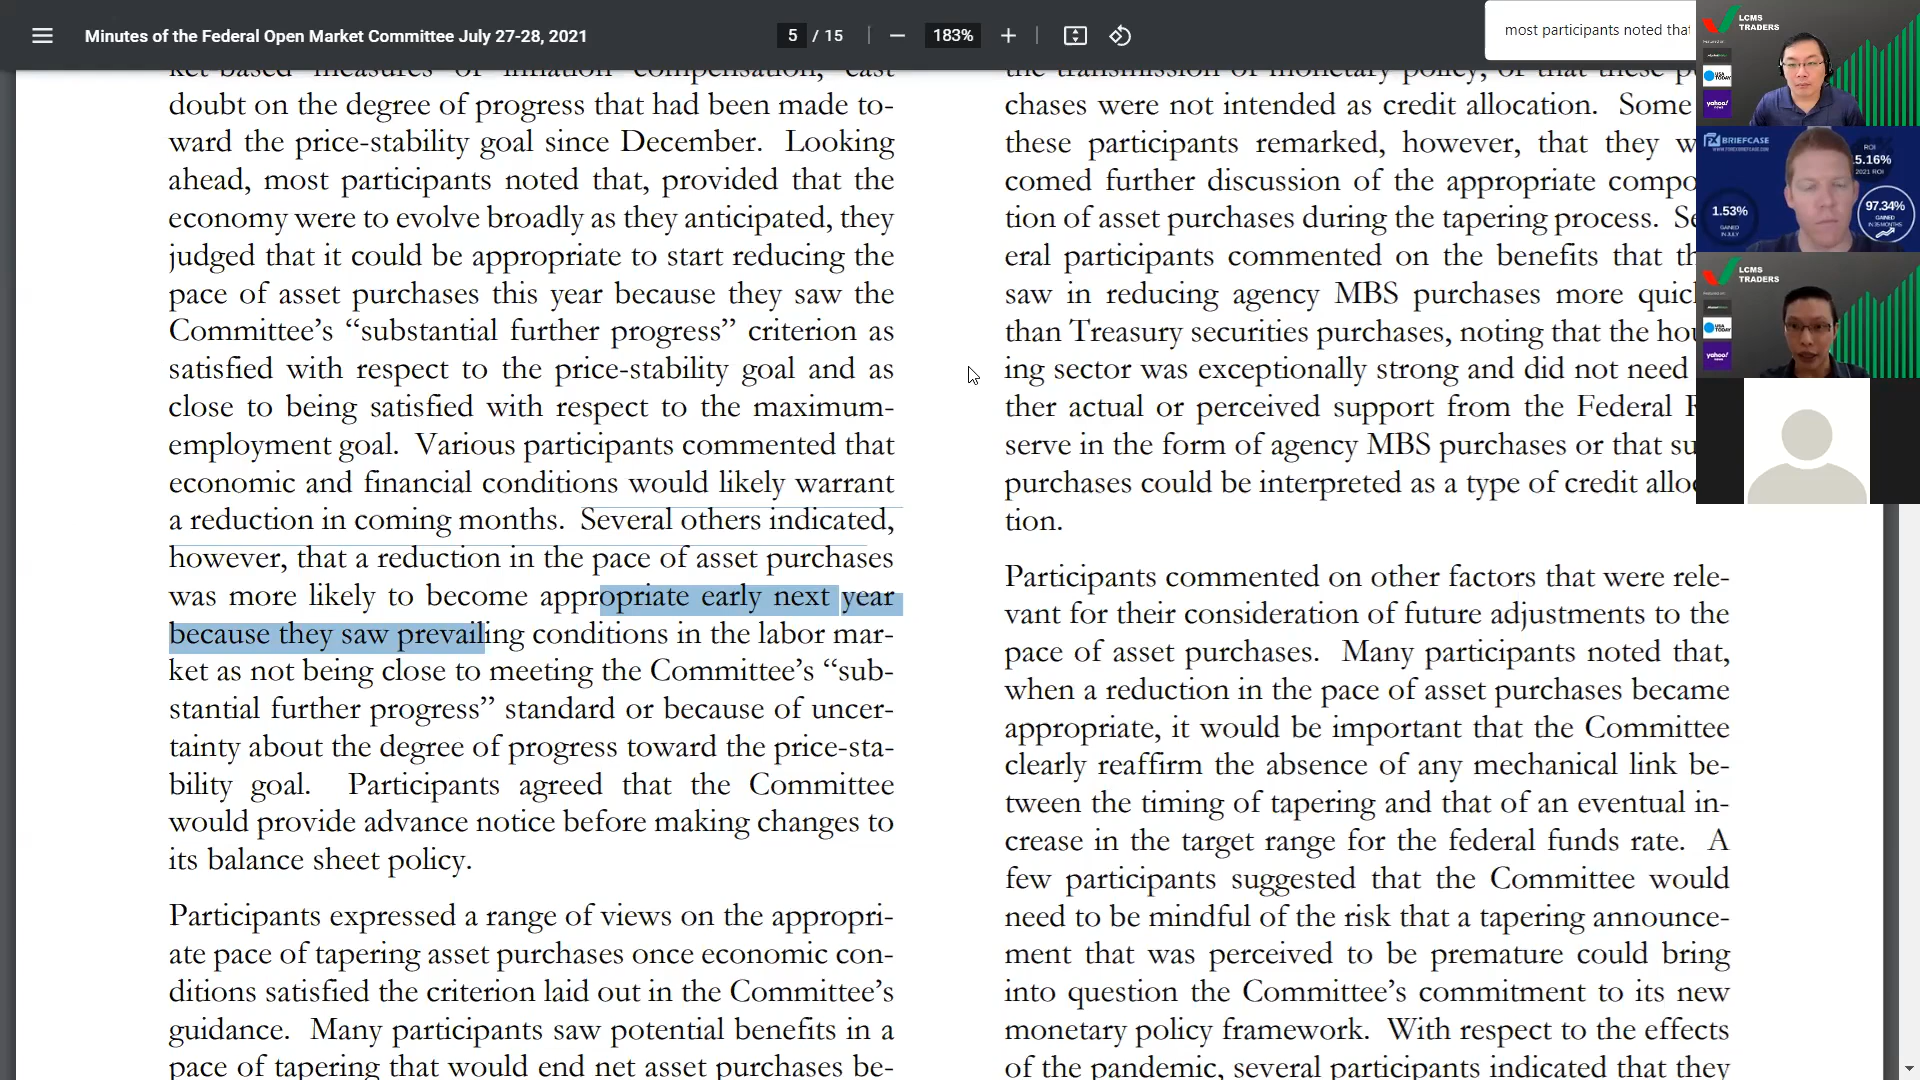 Minutes of the Federal Open Market Committee July 27-28, 2021
5 / 15
183%
most participants noted that
doubt on the degree of progress that had been made to-
ward the price-stability goal since December. Looking
ahead, most participants noted that, provided that the
economy were to evolve broadly as they anticipated, they
judged that it could be appropriate to start reducing the
pace of asset purchases this year because they saw the
Committee’s “substantial further progress” criterion as
satisfied with respect to the price-stability goal and as
close to being satisfied with respect to the maximum-
employment goal. Various participants commented that
economic and financial conditions would likely warrant
a reduction in coming months. Several others indicated,
however, that a reduction in the pace of asset purchases
was more likely to become appropriate early next year
because they saw prevailing conditions in the labor mar-
ket as not being close to meeting the Committee’s “sub-
stantial further progress” standard or because of uncer-
tainty about the degree of progress toward the price-sta-
bility goal. Participants agreed that the Committee
would provide advance notice before making changes to
its balance sheet policy.
Participants expressed a range of views on the appropri-
ate pace of tapering asset purchases once economic con-
ditions satisfied the criterion laid out in the Committee’s
guidance. Many participants saw potential benefits in a
pace of tapering that would end net asset purchases be-
chases were not intended as credit allocation. Some
these participants remarked, however, that they w
comed further discussion of the appropriate compo
tion of asset purchases during the tapering process. Se
eral participants commented on the benefits that th
saw in reducing agency MBS purchases more quic
than Treasury securities purchases, noting that the hou
ing sector was exceptionally strong and did not need
ther actual or perceived support from the Federal R
serve in the form of agency MBS purchases or that su
purchases could be interpreted as a type of credit alloc
tion.
Participants commented on other factors that were rele-
vant for their consideration of future adjustments to the
pace of asset purchases. Many participants noted that,
when a reduction in the pace of asset purchases became
appropriate, it would be important that the Committee
clearly reaffirm the absence of any mechanical link be-
tween the timing of tapering and that of an eventual in-
crease in the target range for the federal funds rate. A
few participants suggested that the Committee would
need to be mindful of the risk that a tapering announce-
ment that was perceived to be premature could bring
into question the Committee’s commitment to its new
monetary policy framework. With respect to the effects
of the pandemic, several participants indicated that they
LCMS
TRADERS
USA TODAY
yahoo!
BRIEFCASE
ROI
5.16%
2021 ROI
1.53%
GAINED
IN JULY
97.34%
GAINED
LCMS
TRADERS
USA TODAY
yahoo!